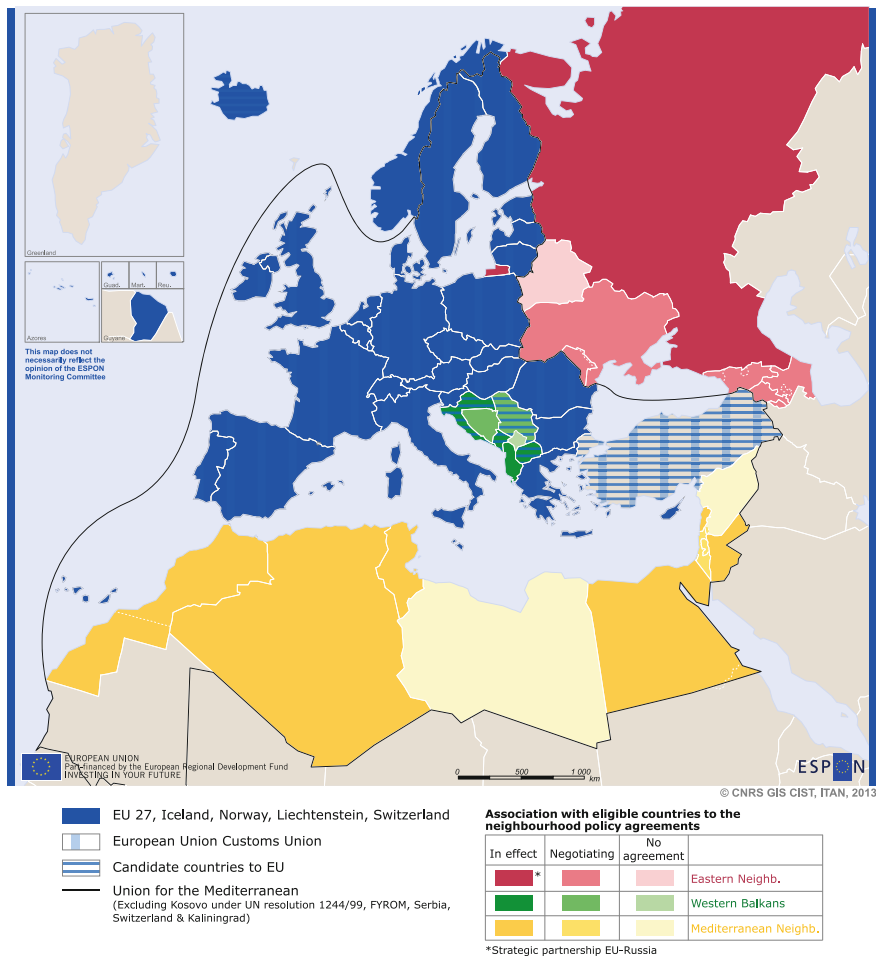 Greenland
Azores
Guad.
Mart.
Reu.
Guyane
This map does not
necessarily reflect the
opinion of the ESPON
Monitoring Committee
EUROPEAN UNION
Part-financed by the European Regional Development Fund
INVESTING IN YOUR FUTURE
0 500 1 000
km
ESPON
© CNRS GIS CIST, ITAN, 2013
EU 27, Iceland, Norway, Liechtenstein, Switzerland
European Union Customs Union
Candidate countries to EU
Union for the Mediterranean
(Excluding Kosovo under UN resolution 1244/99, FYROM, Serbia,
Switzerland & Kaliningrad)
Association with eligible countries to the
neighbourhood policy agreements
In effect Negotiating No
agreement
* Eastern Neighb.
Western Balkans
Mediterranean Neighb.
*Strategic partnership EU-Russia